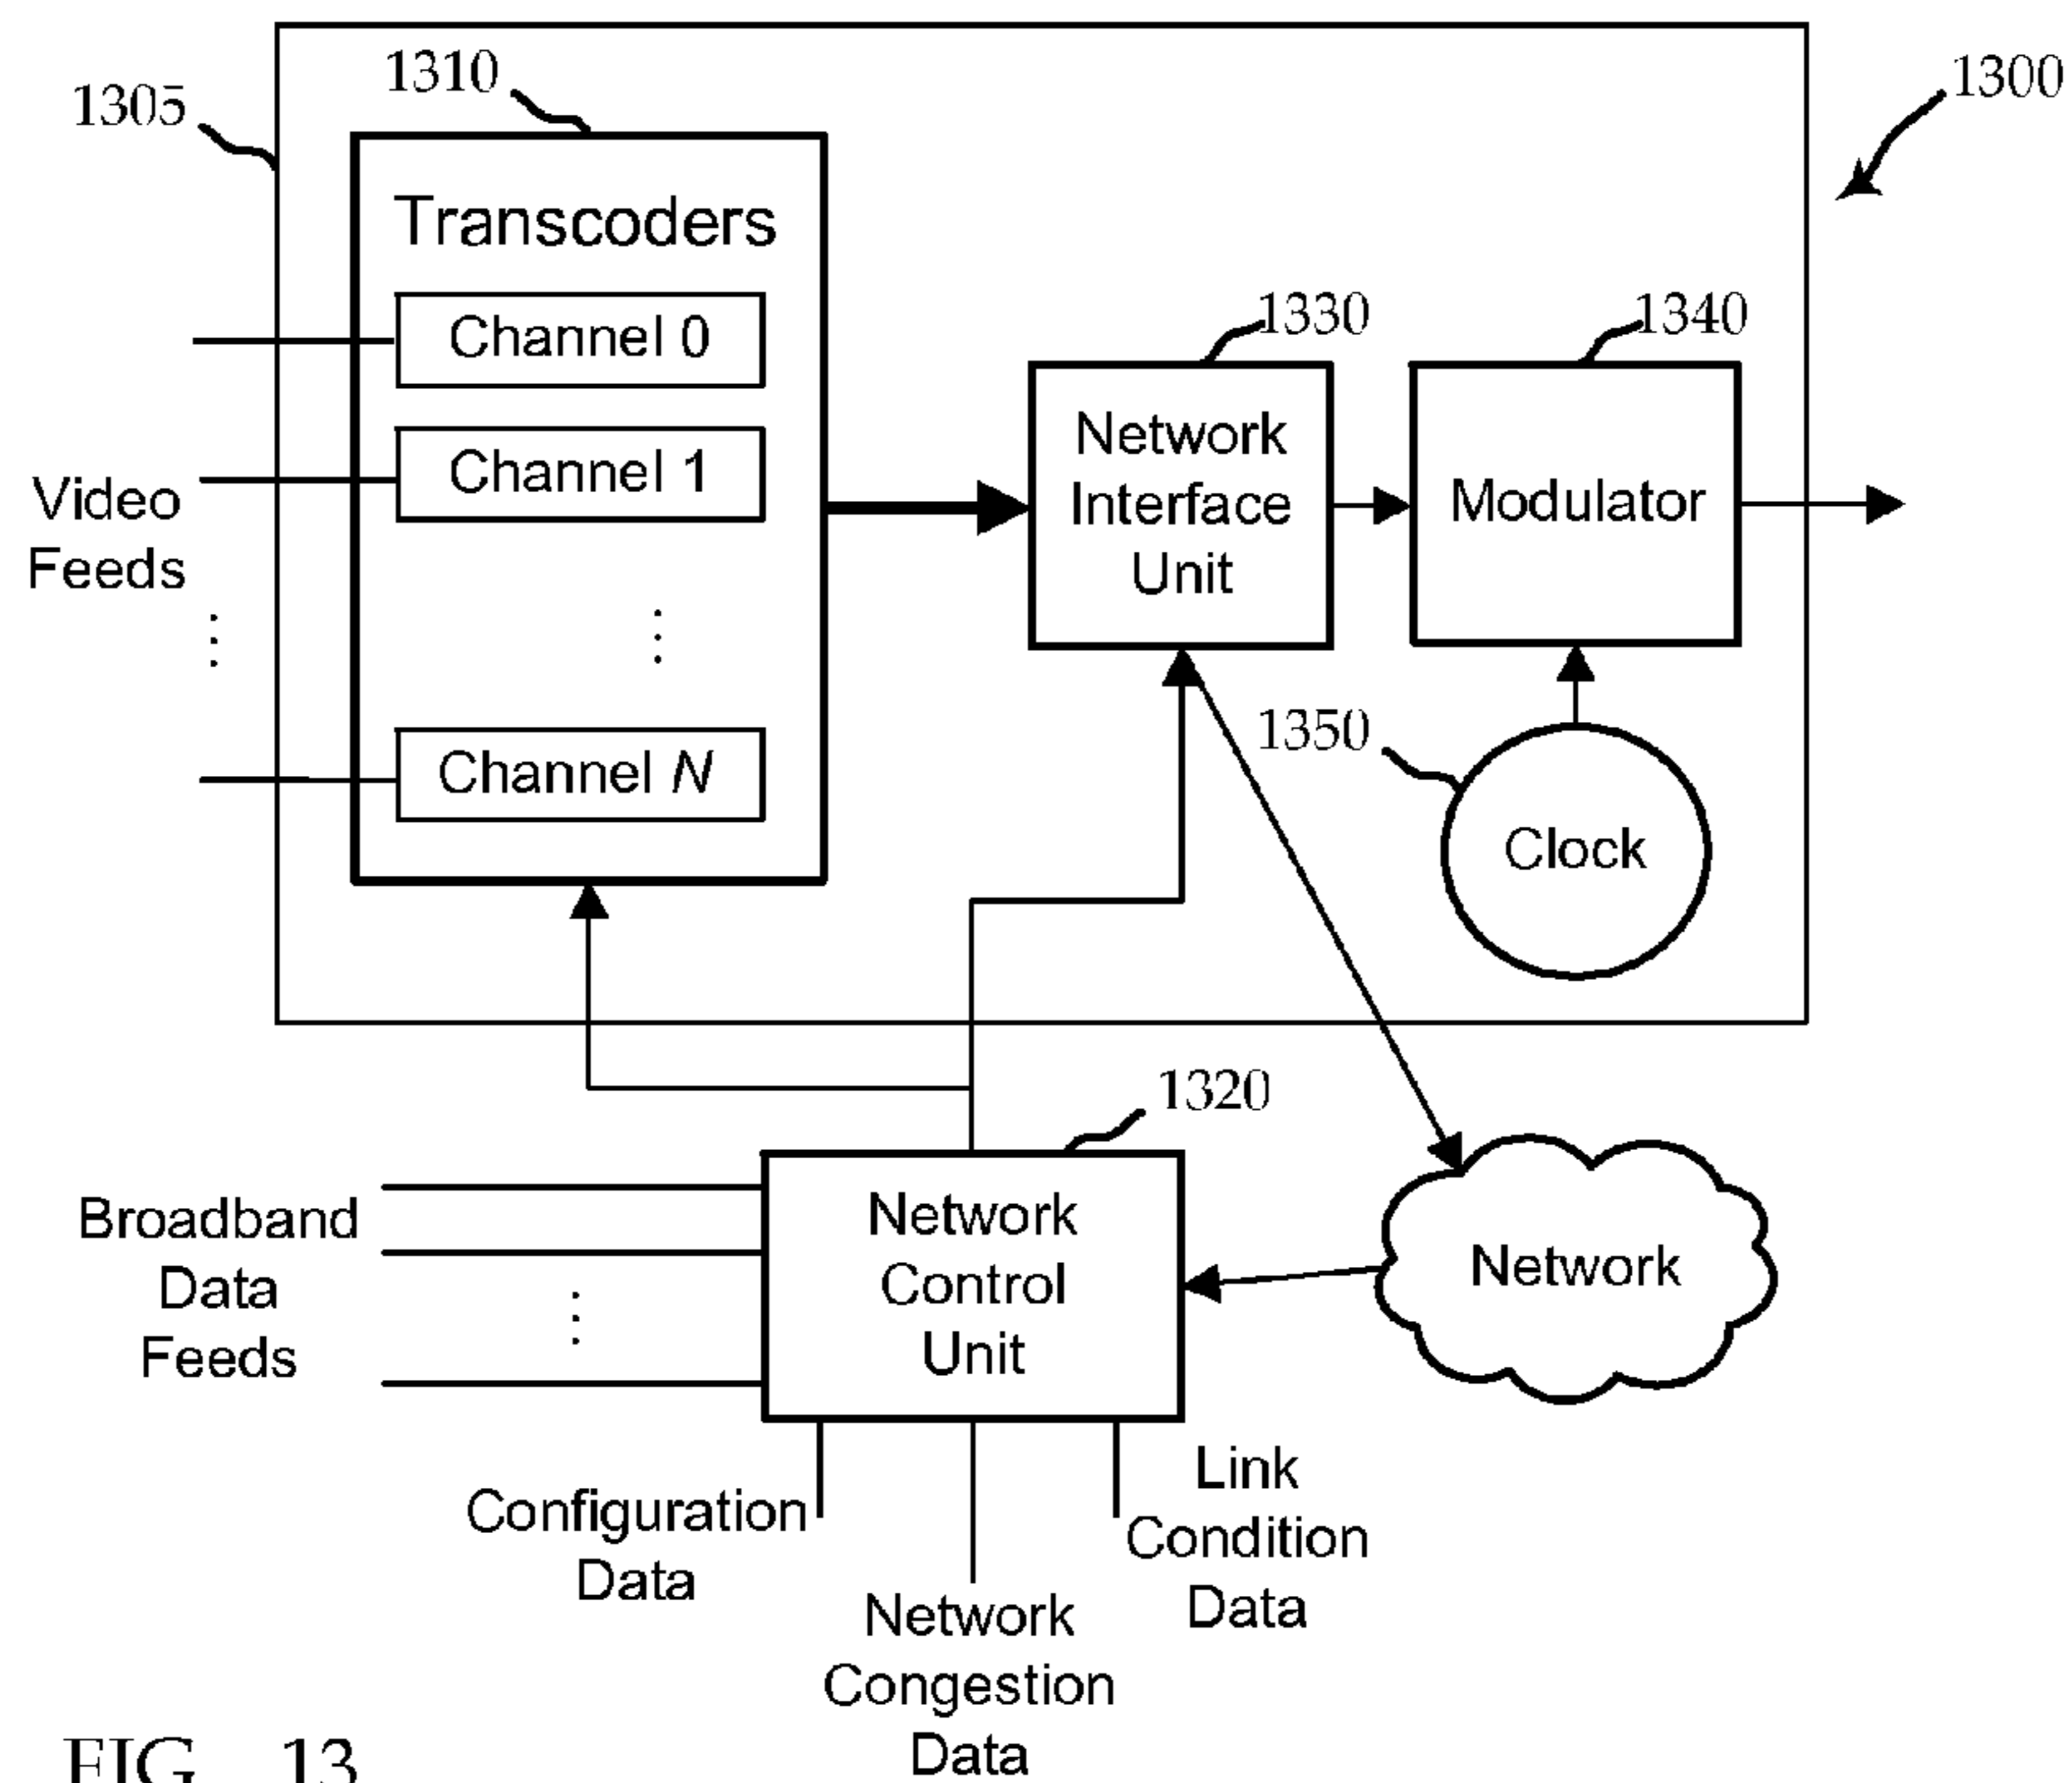 1310
1305
1300
Transcoders
Channel 0
Channel 1
⋮
Channel N
Video
Feeds
⋮
1330
Network
Interface
Unit
1340
Modulator
1350
Clock
1320
Network
Control
Unit
Broadband
Data
Feeds
⋮
Network
Configuration
Data
Network
Congestion
Data
Link
Condition
Data
FIG. 13